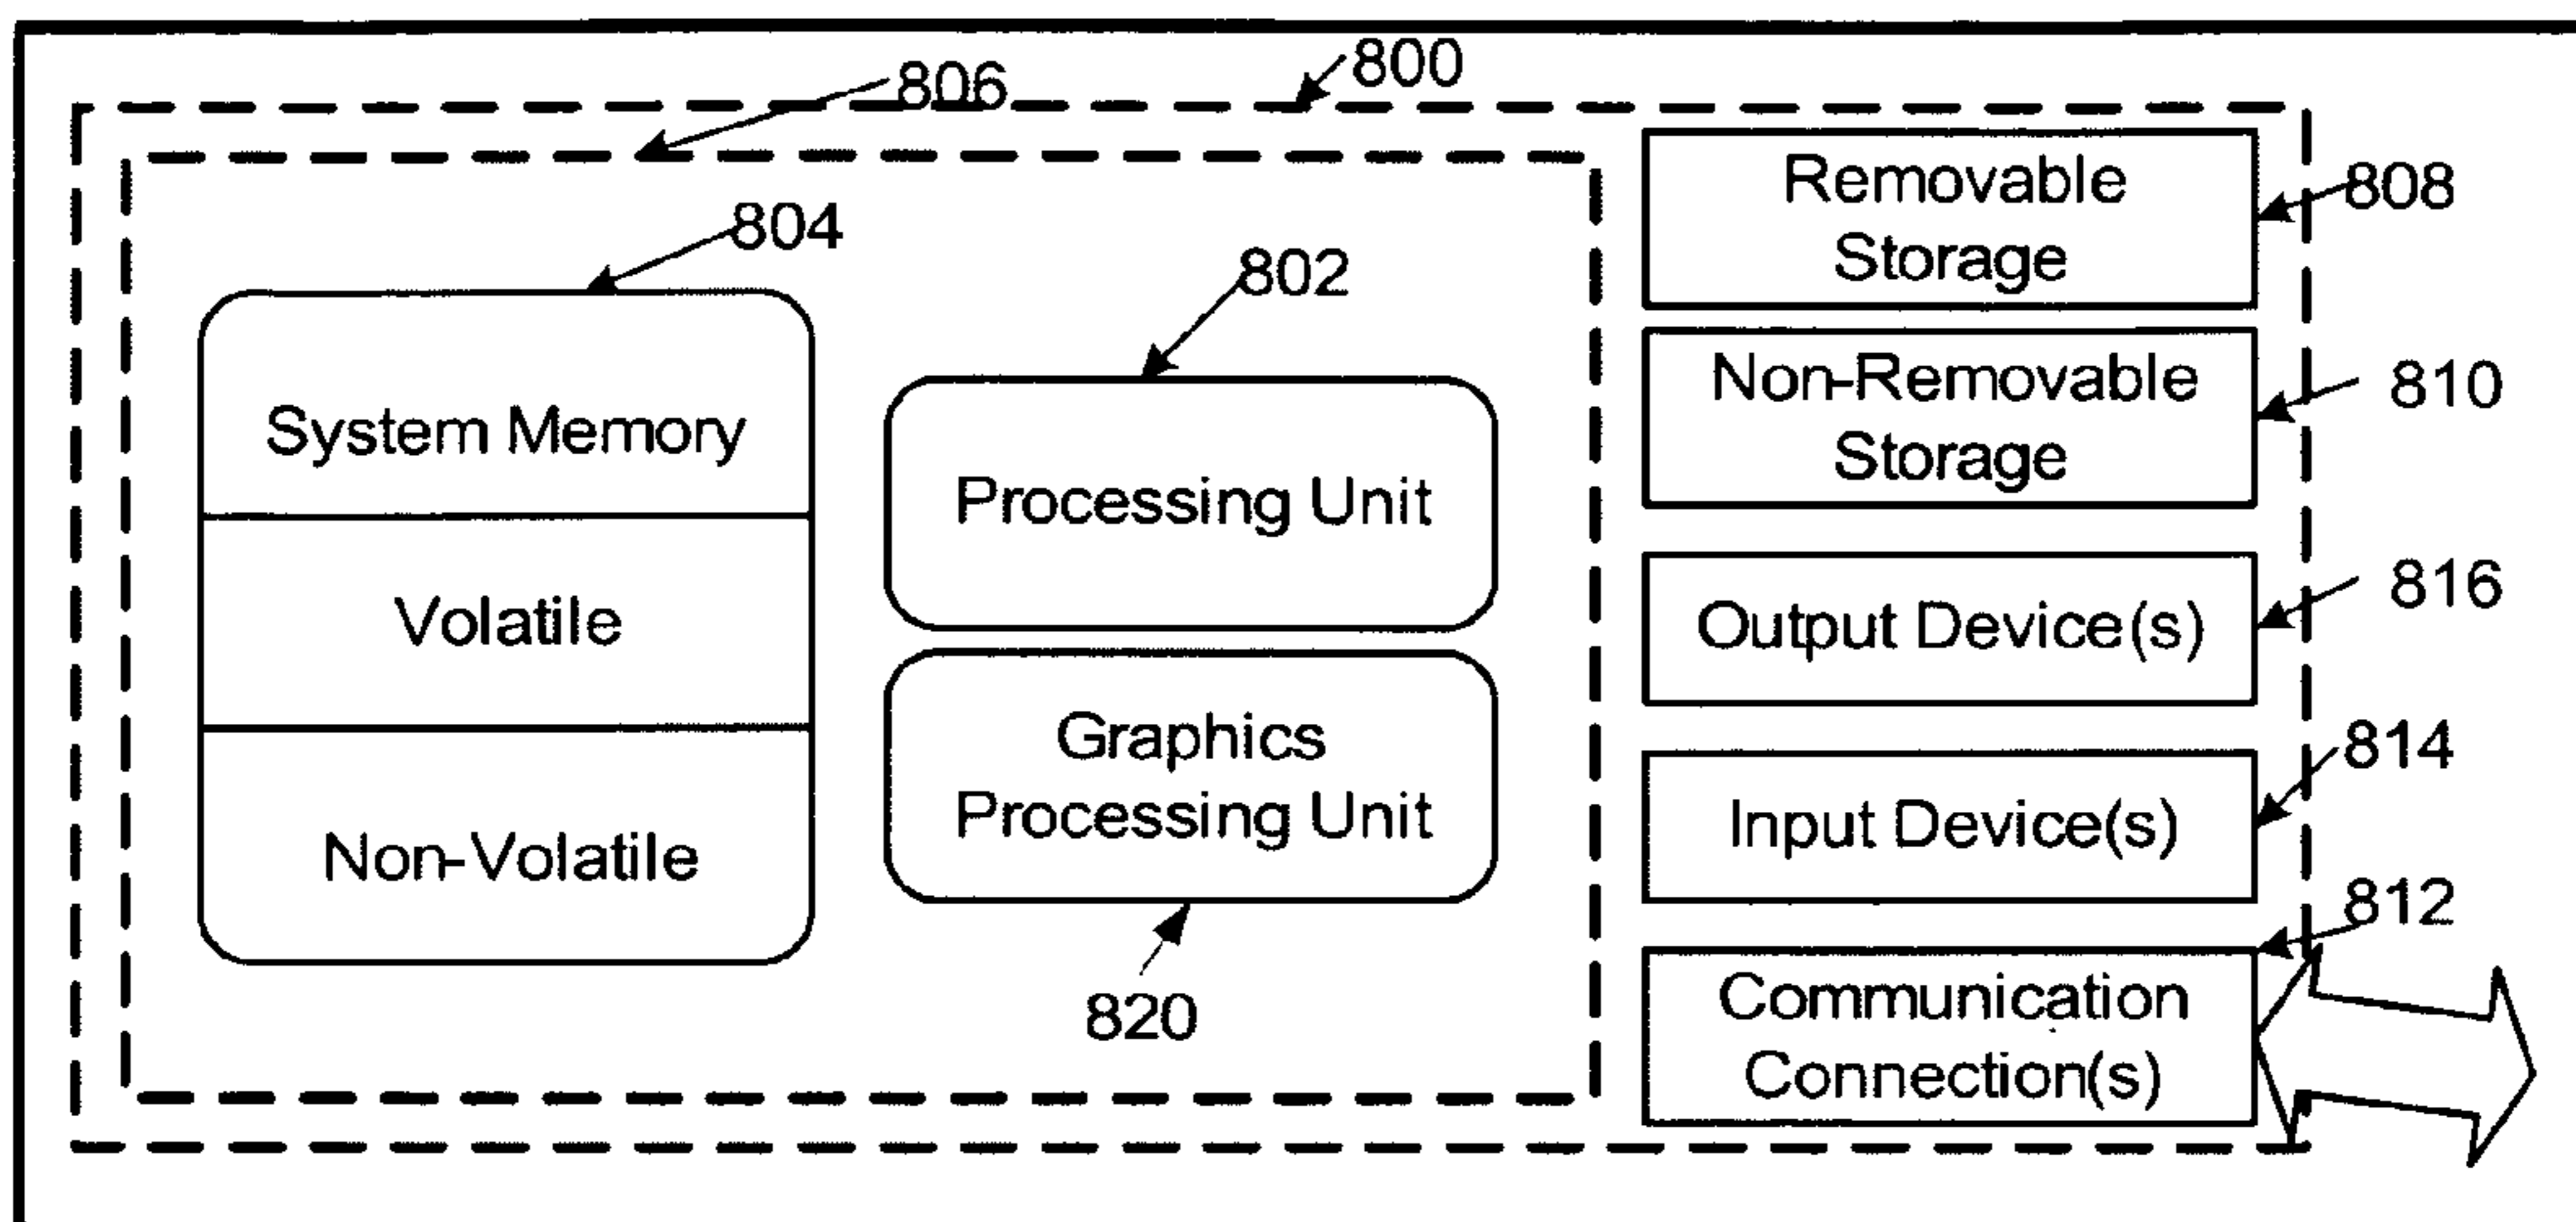 800
806
804
802
System Memory
Volatile
Non-Volatile
Processing Unit
Graphics
Processing Unit
820
Removable
Storage
808
Non-Removable
Storage
810
Output Device(s)
816
Input Device(s)
814
812
Communication
Connection(s)